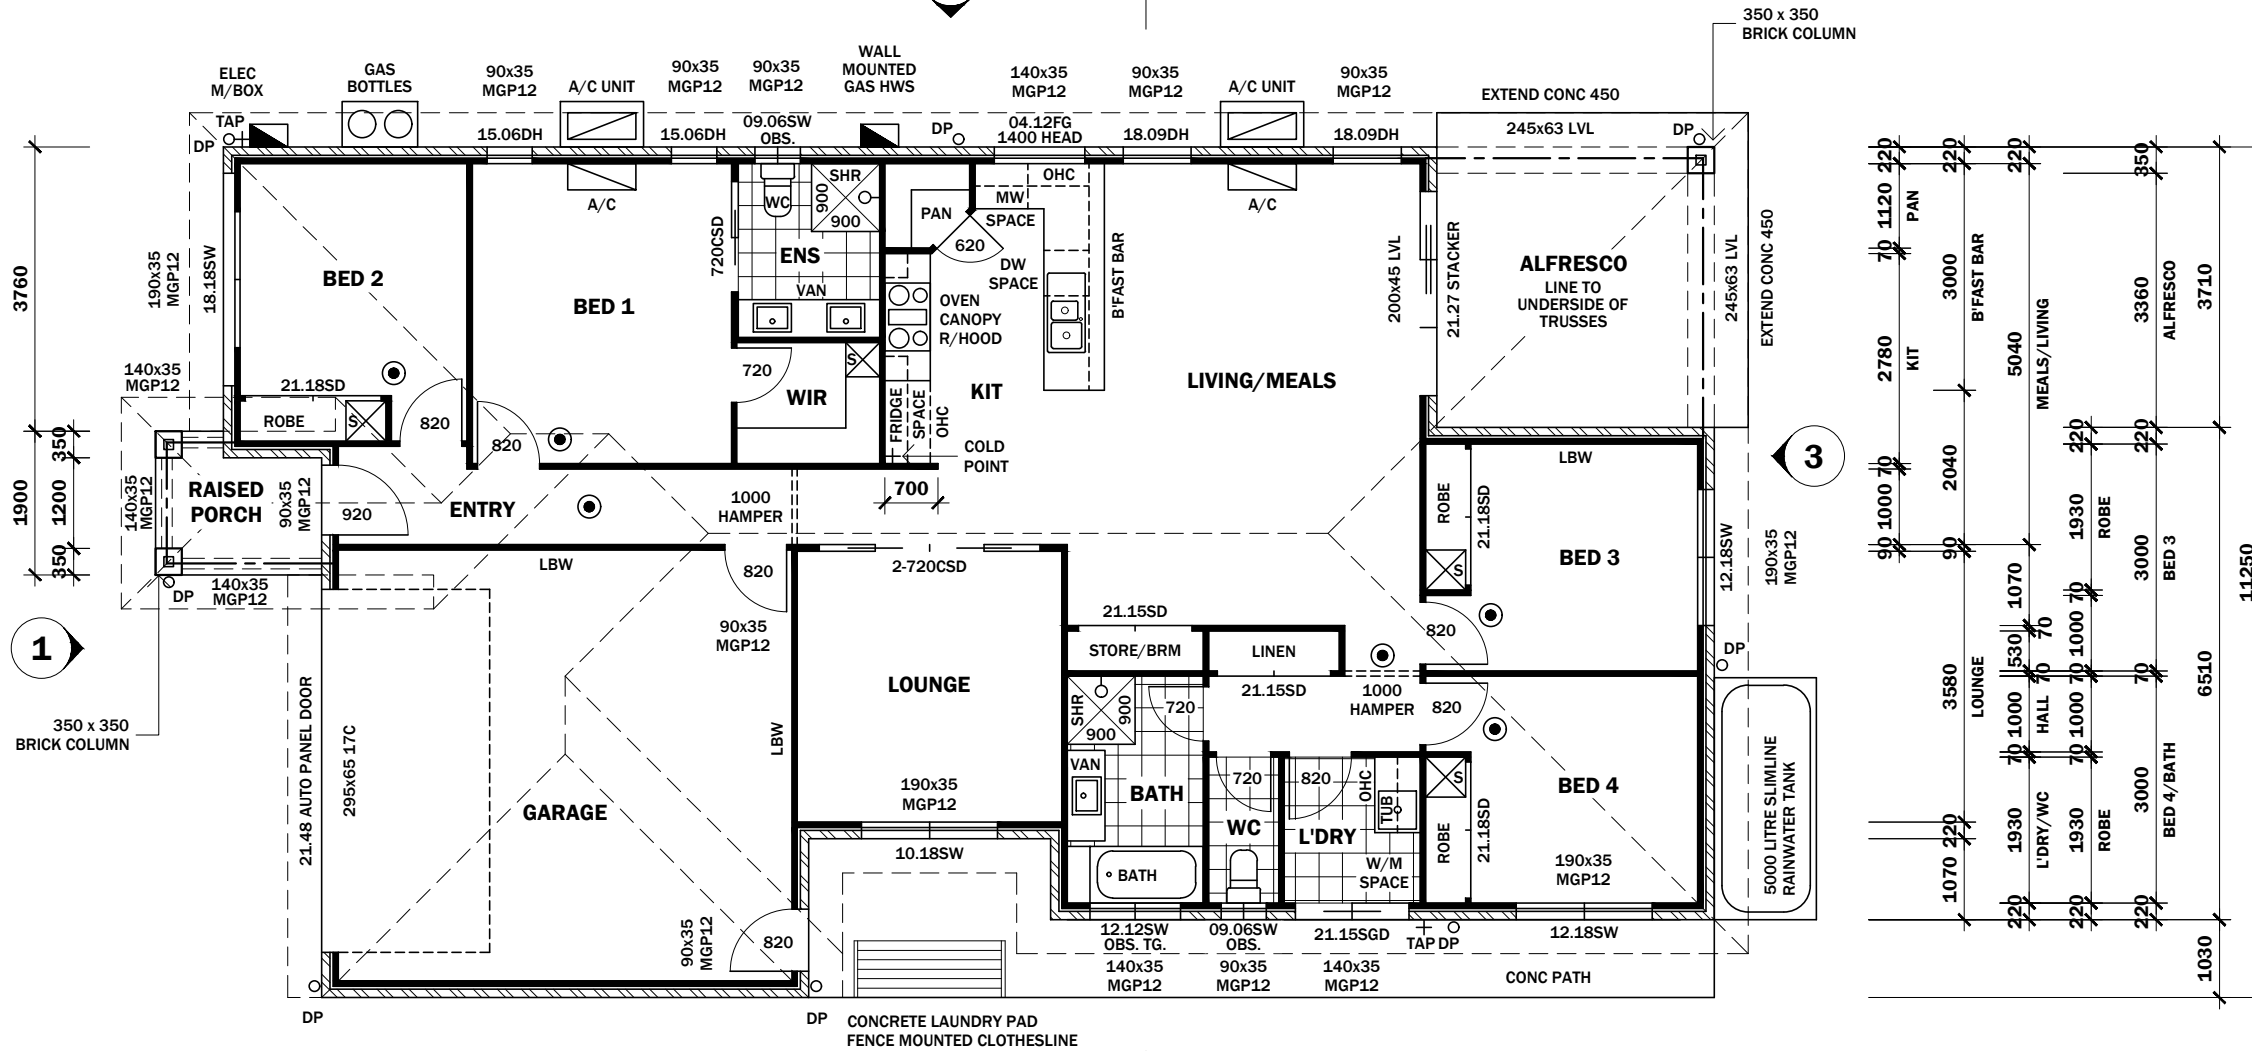 350 x 350
BRICK COLUMN
ELEC
M/BOX
GAS
BOTTLES
90x35
MGP12
A/C UNIT
90x35
MGP12
90x35
MGP12
WALL
MOUNTED
GAS HWS
140x35
MGP12
90x35
MGP12
A/C UNIT
90x35
MGP12
EXTEND CONC 450
TAP
DP
15.06DH
15.06DH
09.06SW
OBS.
DP
04.12FG
1400 HEAD
18.09DH
18.09DH
245x63 LVL
DP
A/C
WC
SHR
900
900
PAN
MW
SPACE
OHC
A/C
620
DW
SPACE
720CSD
ENS
VAN
OVEN
CANOPY
R/HOOD
B'FAST BAR
200x45 LVL
21.27 STACKER
ALFRESCO
LINE TO
UNDERSIDE OF
TRUSSES
245x63 LVL
EXTEND CONC 450
190x35
MGP12
18.18SW
BED 2
BED 1
LIVING/MEALS
KIT
720
S
WIR
FRIDGE
SPACE
OHC
COLD
POINT
700
140x35
MGP12
21.18SD
ROBE
S
820
820
RAISED
PORCH
140x35
MGP12
90x35
MGP12
920
ENTRY
1000
HAMPER
140x35
MGP12
DP
LBW
820
2-720CSD
LBW
ROBE
21.18SD
S
BED 3
12.18SW
190x35
MGP12
3
1
90x35
MGP12
21.15SD
STORE/BRM
LINEN
21.15SD
820
1000
HAMPER
820
DP
LOUNGE
LBW
21.48 AUTO PANEL DOOR
295x65 17C
350 x 350
BRICK COLUMN
GARAGE
190x35
MGP12
10.18SW
SHR
900
900
720
VAN
BATH
BATH
720
WC
820
L'DRY
OHC
TUB
W/M
SPACE
S
ROBE
21.18SD
BED 4
190x35
MGP12
5000 LITRE SLIMLINE
RAINWATER TANK
90x35
MGP12
820
12.12SW
OBS. TG.
09.06SW
OBS.
21.15SGD
TAP DP
12.18SW
140x35
MGP12
90x35
MGP12
140x35
MGP12
CONC PATH
DP
DP
CONCRETE LAUNDRY PAD
FENCE MOUNTED CLOTHESLINE
3760
1900
350
1200
350
220
1120
PAN
70
2780
KIT
70
1000
90
220
3000
B'FAST BAR
2040
90
3580
LOUNGE
220
1070
220
5040
MEALS/LIVING
1070
70
530
70
1000
HALL
70
1930
L'DRY/WC
220
220
1930
ROBE
70
1000
70
1000
70
1930
ROBE
220
350
3360
ALFRESCO
220
3000
BED 3
70
3000
BED 4/BATH
220
3710
6510
1030
11250